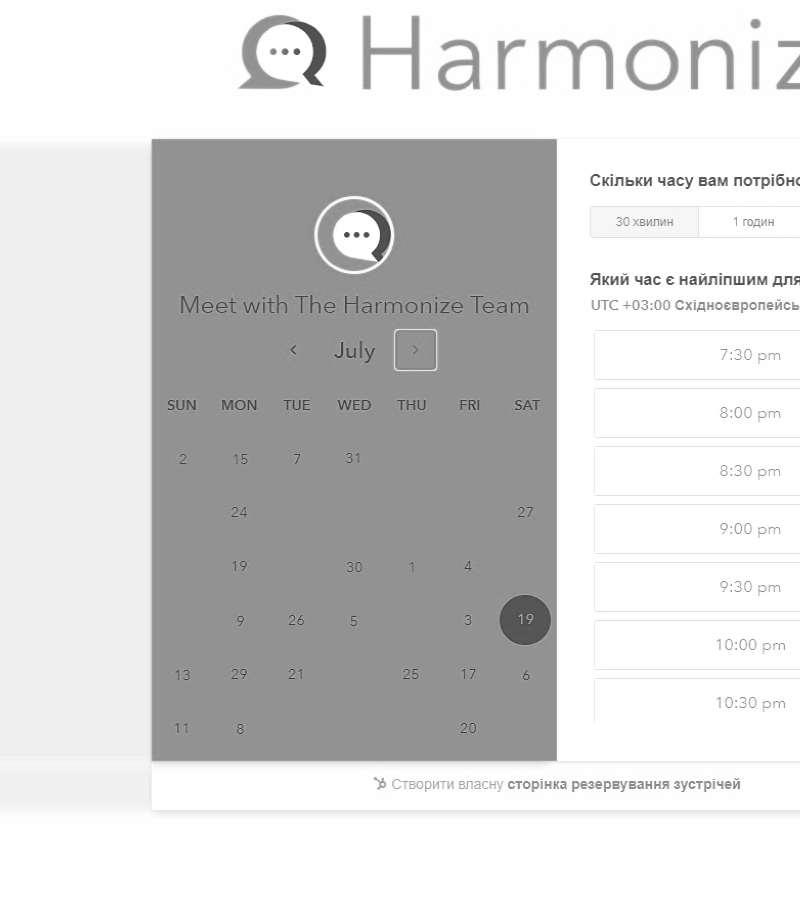 Harmoniz
Meet with The Harmonize Team
July
SUN MON TUE WED THU FRI SAT
2 15 7 31
24 27
19 30 1 4
9 26 5 3 19
13 29 21 25 17 6
11 8 20
Скільки часу вам потрібно
30 хвилин 1 годин
Який час є найліпшим для
UTC +03:00 Східноєвропейсь
7:30 pm
8:00 pm
8:30 pm
9:00 pm
9:30 pm
10:00 pm
10:30 pm
Створити власну сторінка резервування зустрічей